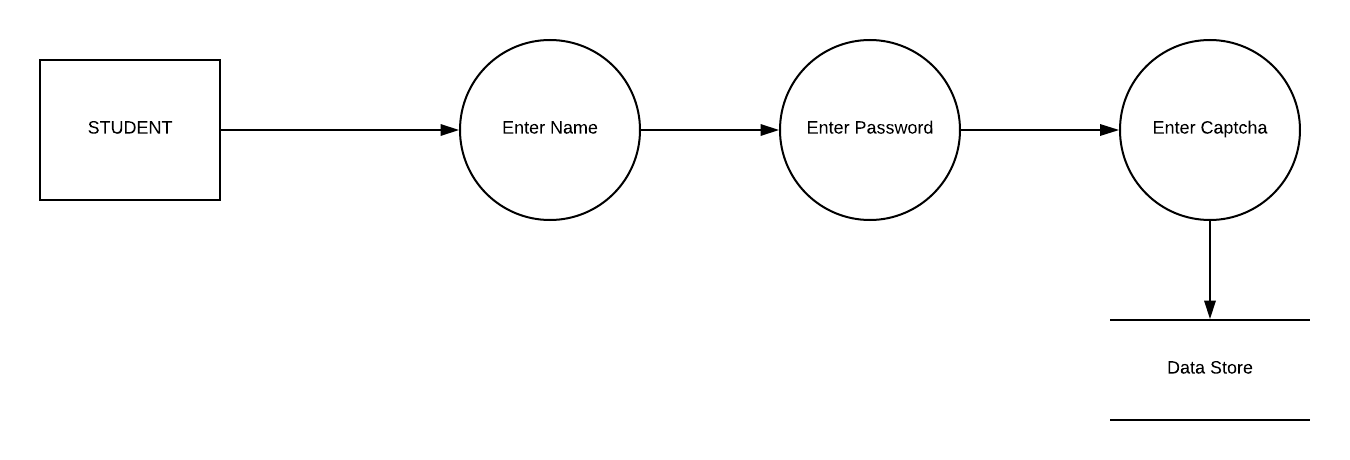 STUDENT
Enter Name
Enter Password
Enter Captcha
Data Store